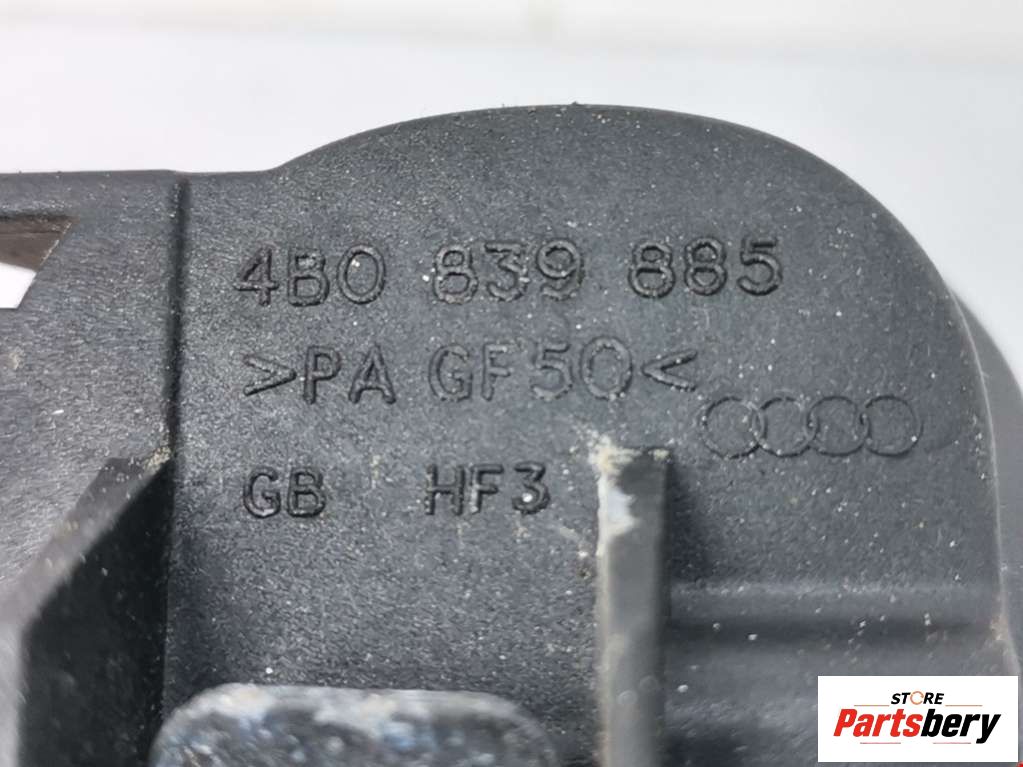 4B0 839 885
>PA GF50<
GB HF3
STORE
Partsbery